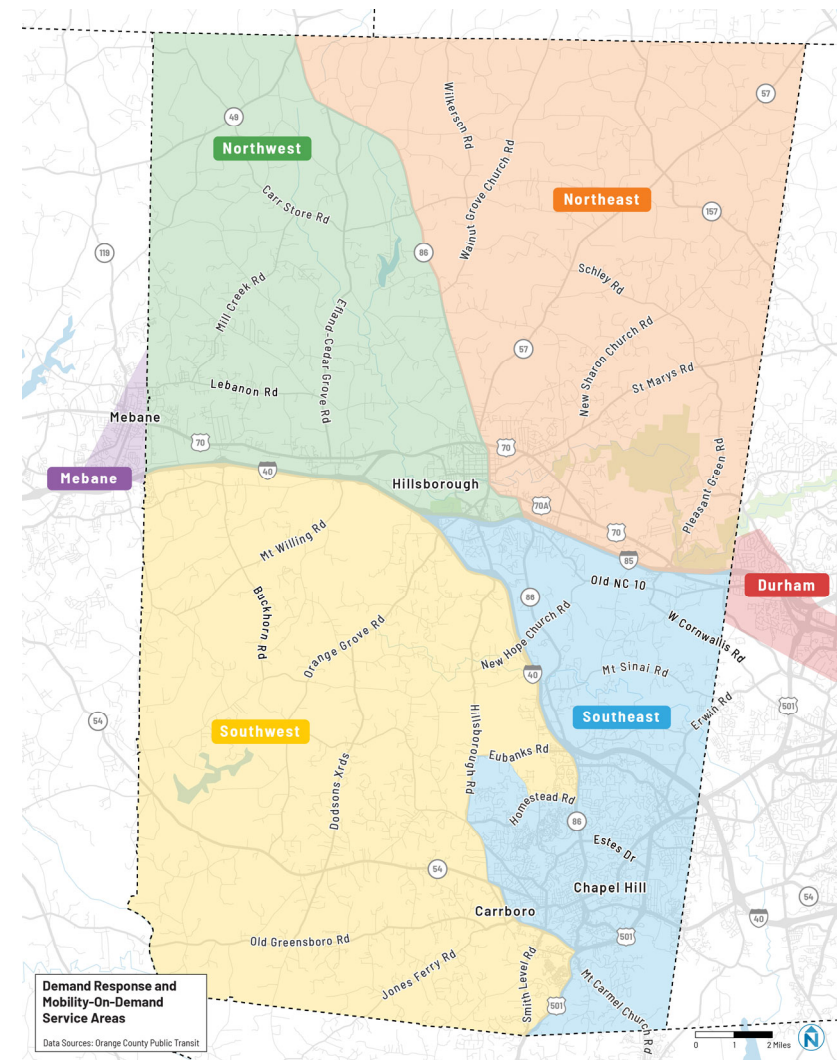 49
57
Northwest
Wilkerson Rd
Walnut Grove Church Rd
Northeast
Carr Store Rd
157
119
86
Schley Rd
Mill Creek Rd
Efland-Cedar Grove Rd
57
New Sharon Church Rd
St Marys Rd
Lebanon Rd
Mebane
70
70
Pleasant Green Rd
Mebane
40
Hillsborough
70A
70
Mt Willing Rd
85
Old NC 10
Durham
Buckhorn Rd
86
Orange Grove Rd
New Hope Church Rd
W Cornwallis Rd
40
Mt Sinai Rd
54
Southwest
Hillsborough Rd
Southeast
Erwin Rd
501
Eubanks Rd
Dodsons Xrds
Homestead Rd
86
Estes Dr
54
Chapel Hill
54
Carrboro
40
Old Greensboro Rd
501
Jones Ferry Rd
Smith Level Rd
501
Mt Carmel Church Rd
Demand Response and
Mobility-On-Demand
Service Areas
Data Sources: Orange County Public Transit
0 1 2 Miles
N